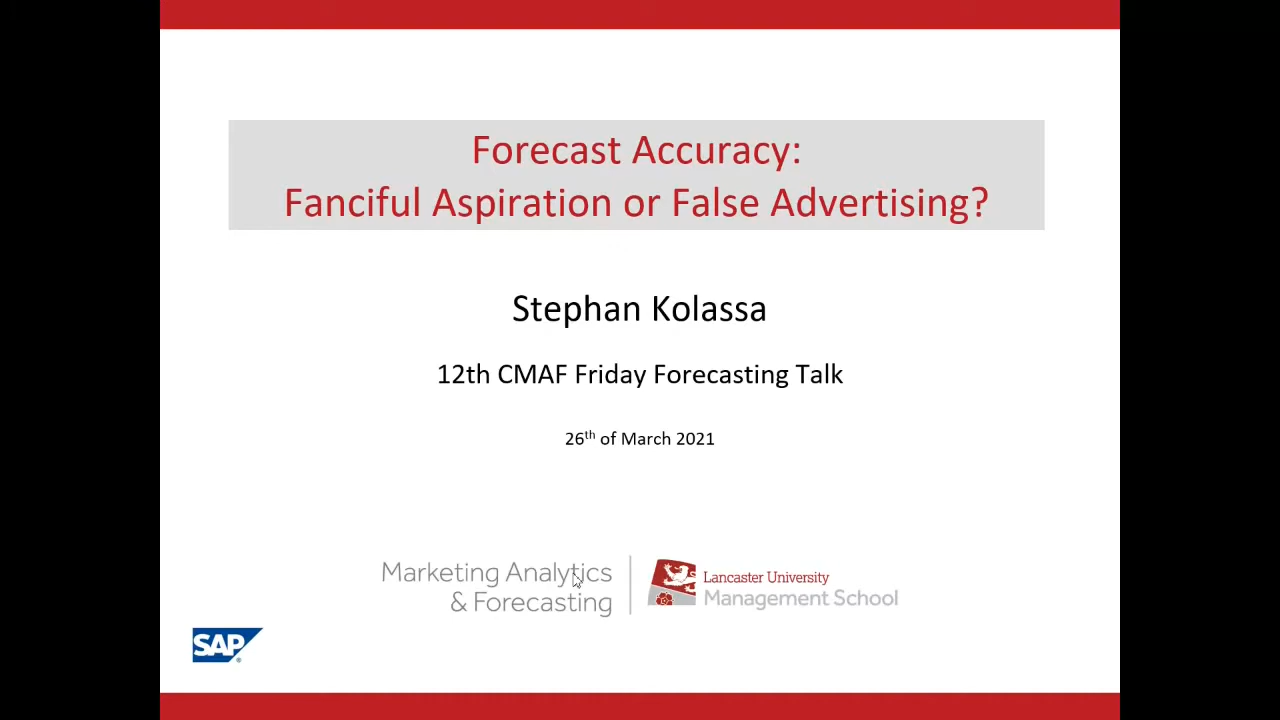 Forecast Accuracy:
Fanciful Aspiration or False Advertising?
Stephan Kolassa
12th CMAF Friday Forecasting Talk
26th of March 2021
Marketing Analytics
& Forecasting
Lancaster University
Management School
SAP®